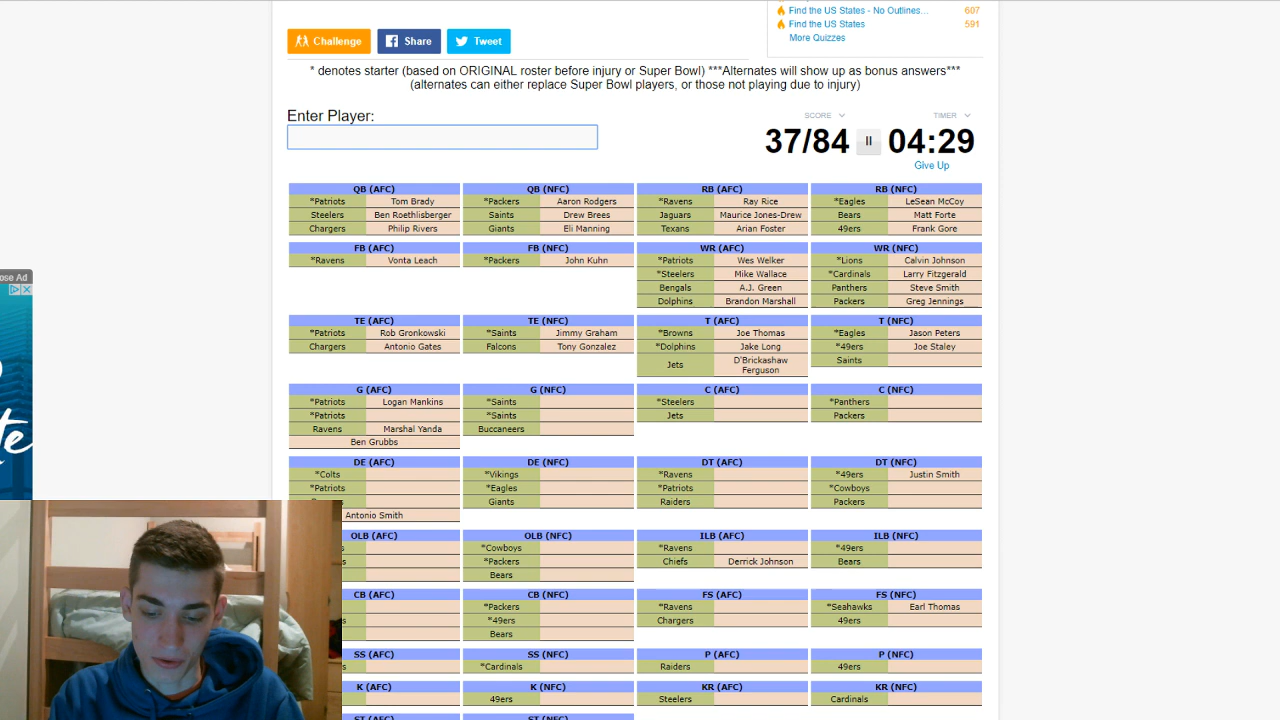 Find the US States - No Outlines... 607
Find the US States 591
More Quizzes
Challenge Share Tweet
* denotes starter (based on ORIGINAL roster before injury or Super Bowl) ***Alternates will show up as bonus answers***
(alternates can either replace Super Bowl players, or those not playing due to injury)
Enter Player:
SCORE TIMER
37/84 04:29
Give Up
QB (AFC) QB (NFC) RB (AFC) RB (NFC)
*Patriots Tom Brady *Packers Aaron Rodgers *Ravens Ray Rice *Eagles LeSean McCoy
Steelers Ben Roethlisberger Saints Drew Brees Jaguars Maurice Jones-Drew Bears Matt Forte
Chargers Philip Rivers Giants Eli Manning Texans Arian Foster 49ers Frank Gore
FB (AFC) FB (NFC) WR (AFC) WR (NFC)
*Ravens Vonta Leach *Packers John Kuhn *Patriots Wes Welker *Lions Calvin Johnson
*Steelers Mike Wallace *Cardinals Larry Fitzgerald
Bengals A.J. Green Panthers Steve Smith
Dolphins Brandon Marshall Packers Greg Jennings
TE (AFC) TE (NFC) T (AFC) T (NFC)
*Patriots Rob Gronkowski *Saints Jimmy Graham *Browns Joe Thomas *Eagles Jason Peters
Chargers Antonio Gates Falcons Tony Gonzalez *Dolphins Jake Long *49ers Joe Staley
Jets D'Brickashaw Saints
Ferguson
G (AFC) G (NFC) C (AFC) C (NFC)
*Patriots Logan Mankins *Saints *Steelers *Panthers
*Patriots *Saints Jets Packers
Ravens Marshal Yanda Buccaneers
Ben Grubbs
DE (AFC) DE (NFC) DT (AFC) DT (NFC)
*Colts *Vikings *Ravens *49ers Justin Smith
*Patriots *Eagles *Patriots *Cowboys
Giants Raiders Packers
Antonio Smith
OLB (AFC) OLB (NFC) ILB (AFC) ILB (NFC)
*Cowboys *Ravens *49ers
*Packers Chiefs Derrick Johnson Bears
Bears
CB (AFC) CB (NFC) FS (AFC) FS (NFC)
*Packers *Ravens *Seahawks Earl Thomas
*49ers Chargers 49ers
Bears
SS (AFC) SS (NFC) P (AFC) P (NFC)
*Cardinals Raiders 49ers
K (AFC) K (NFC) KR (AFC) KR (NFC)
49ers Steelers Cardinals
ST (AFC) ST (NFC)